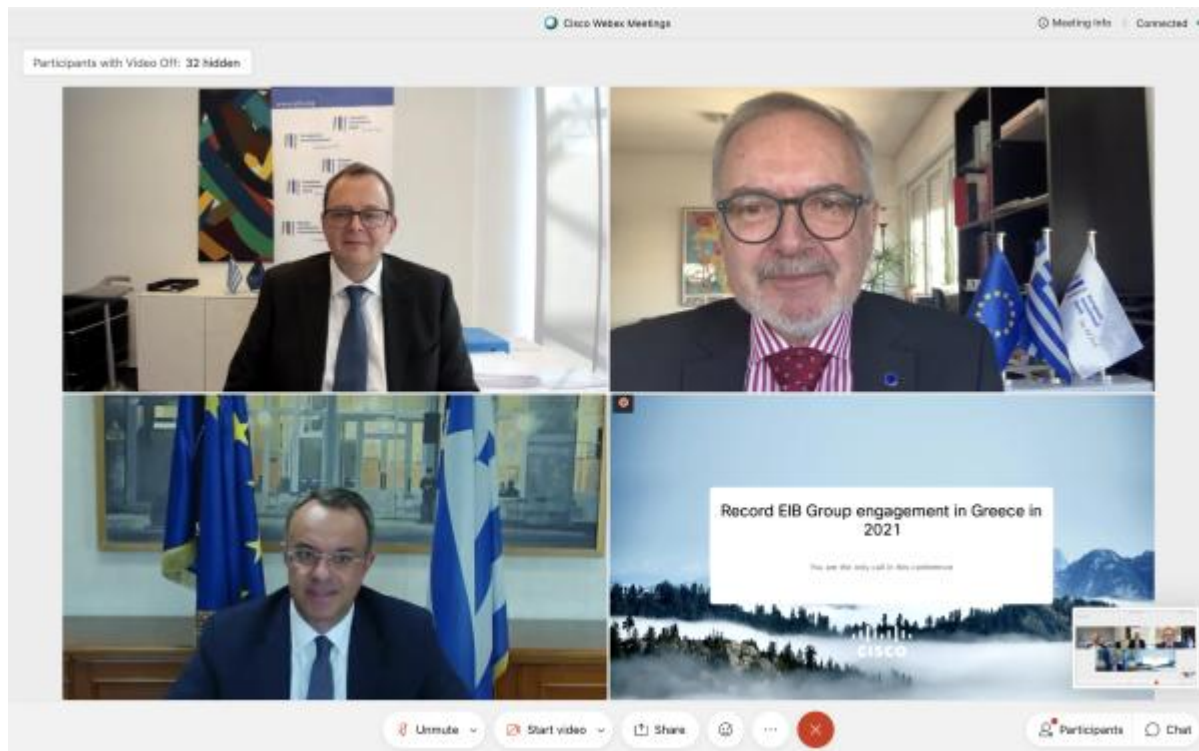 Cisco Webex Meetings
Meeting Info
Connected
Participants with Video Off: 32 hidden
Record EIB Group engagement in Greece in
2021
You are the only call in this conference
CISCO
Unmute
Start video
Share
Participants
Chat